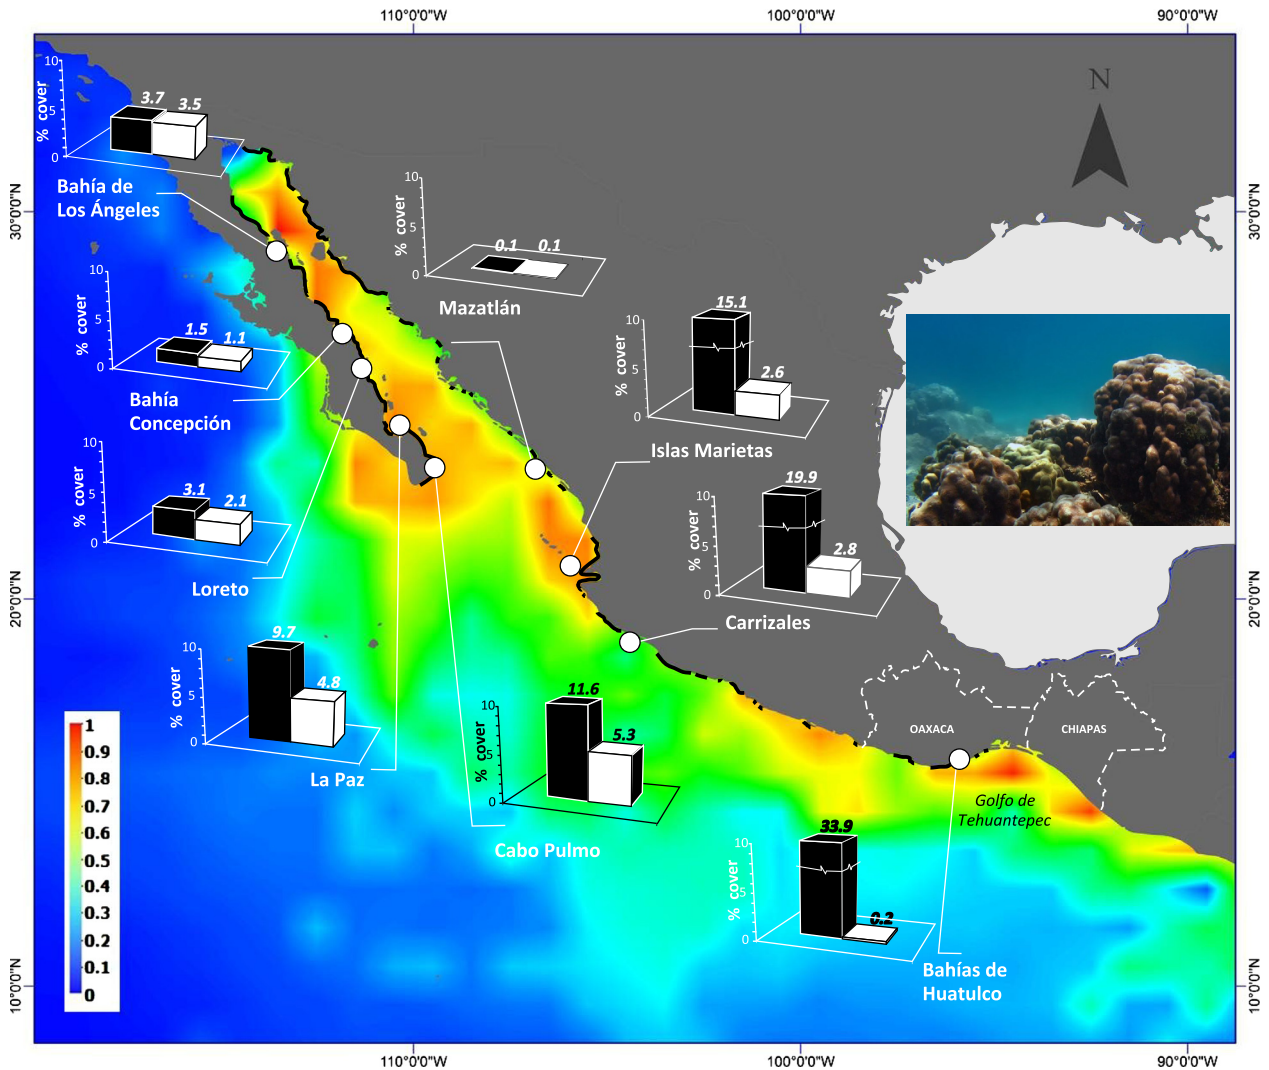 110°0'0"W
100°0'0"W
90°0'0"W
30°0'0"N
20°0'0"N
10°0'0"N
30°0'0"N
20°0'0"N
10°0'0"N
110°0'0"W
100°0'0"W
90°0'0"W
N
10
5
0
% cover
3.7
3.5
Bahía de
Los Ángeles
10
5
0
% cover
0.1
0.1
Mazatlán
10
5
0
% cover
1.5
1.1
Bahía
Concepción
10
5
0
% cover
15.1
2.6
Islas Marietas
10
5
0
% cover
3.1
2.1
Loreto
10
5
0
% cover
19.9
2.8
Carrizales
10
5
0
% cover
9.7
4.8
La Paz
10
5
0
% cover
11.6
5.3
Cabo Pulmo
10
5
0
% cover
33.9
0.2
Bahías de
Huatulco
OAXACA
CHIAPAS
Golfo de
Tehuantepec
1
0.9
0.8
0.7
0.6
0.5
0.4
0.3
0.2
0.1
0